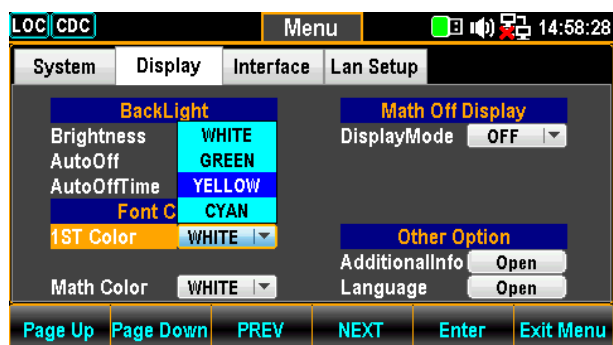 LOC CDC Menu 14:58:28
System Display Interface Lan Setup
BackLight Math Off Display
Brightness WHITE DisplayMode OFF
AutoOff GREEN
AutoOffTime YELLOW
Font C CYAN
1ST Color WHITE Other Option
AdditionalInfo Open
Math Color WHITE Language Open
Page Up Page Down PREV NEXT Enter Exit Menu